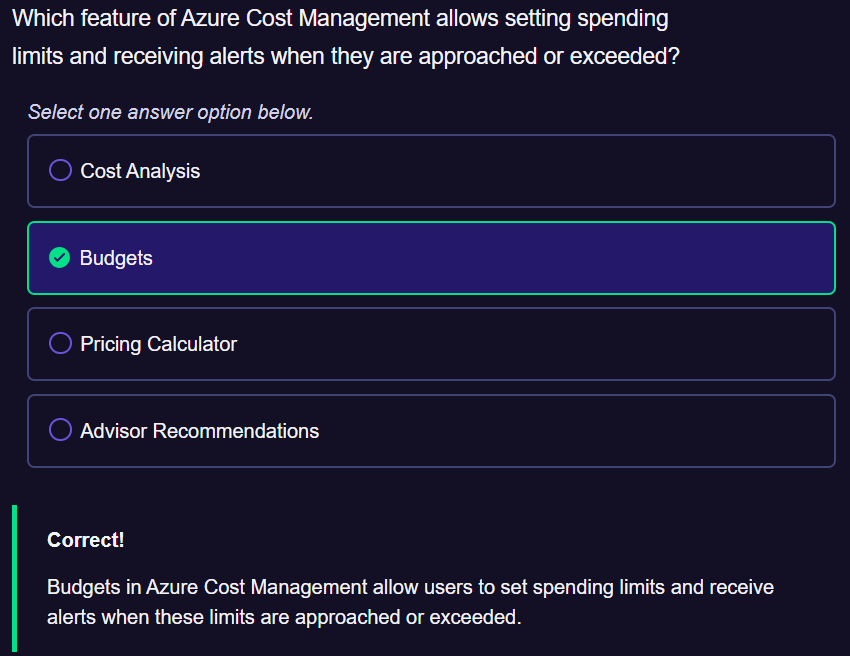 Which feature of Azure Cost Management allows setting spending
limits and receiving alerts when they are approached or exceeded?
Select one answer option below.
Cost Analysis
Budgets
Pricing Calculator
Advisor Recommendations
Correct!
Budgets in Azure Cost Management allow users to set spending limits and receive
alerts when these limits are approached or exceeded.